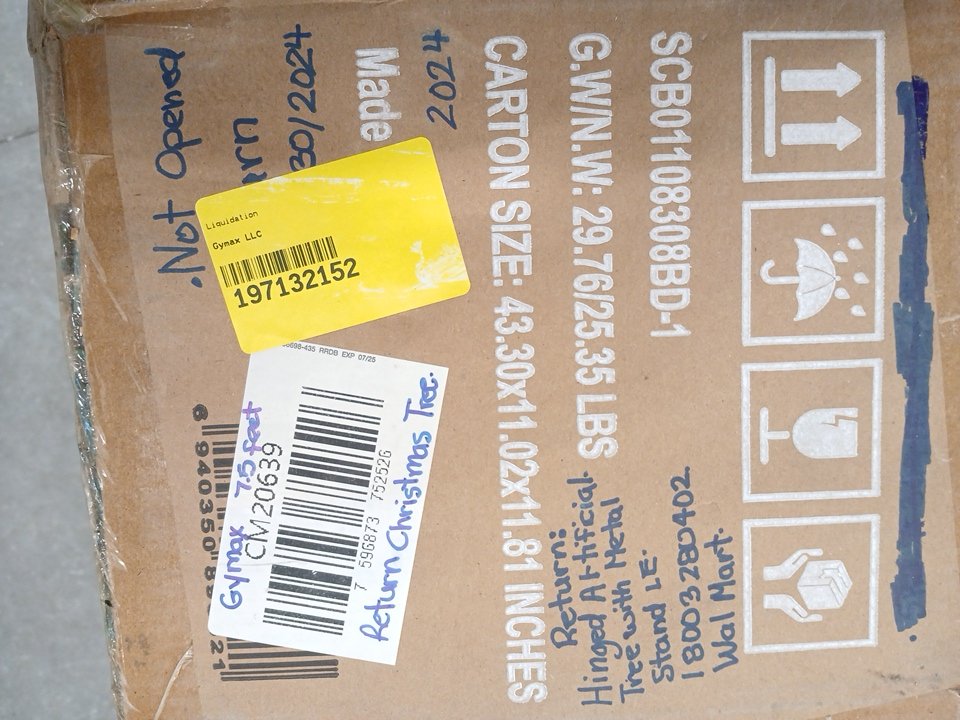 SCB01108308BD-1
G.WN.W: 29.76/25.35 LBS
CARTON SIZE: 43.30x11.02x11.81 INCHES
Made
2024
30/2024
.Not Opened
Liquidation
Gymax LLC
197132152
RRDB EXP 07/25
Gymax 7.5 feet
CM20639
7 596873 752526
Return Christmas Tree.
Return:
Hinged Artificial
Tree with Metal
Stand LE.
18003280402
Wal Mart.